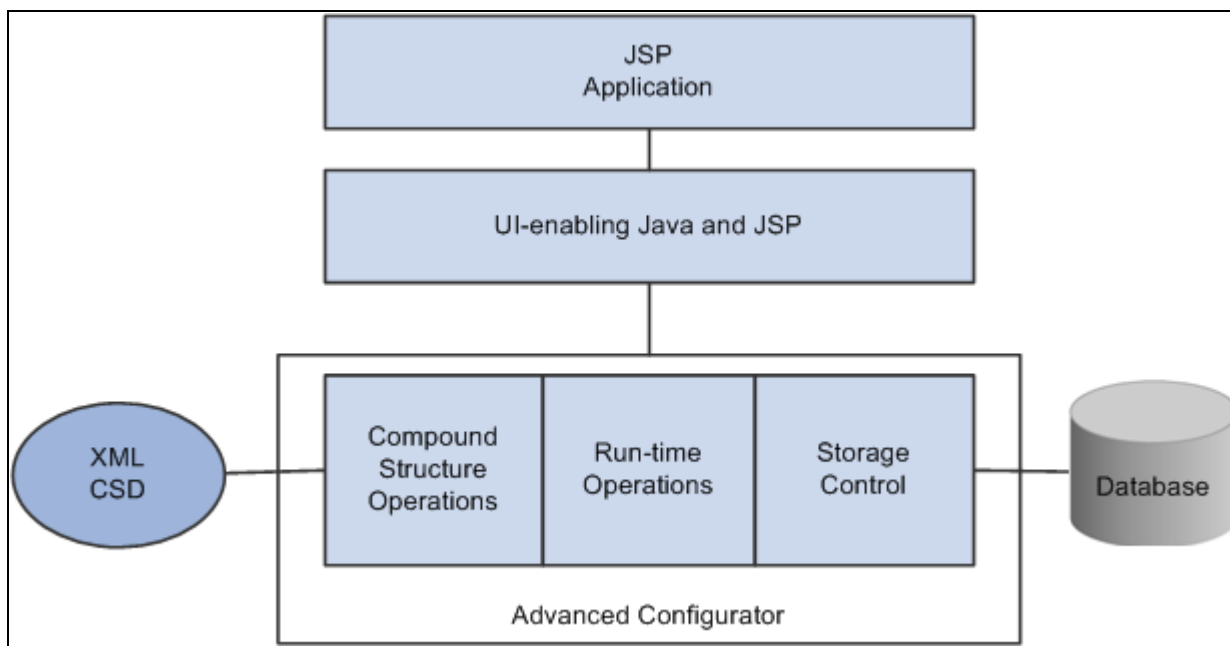 JSP
Application
UI-enabling Java and JSP
XML
CSD
Compound
Structure
Operations
Run-time
Operations
Storage
Control
Database
Advanced Configurator